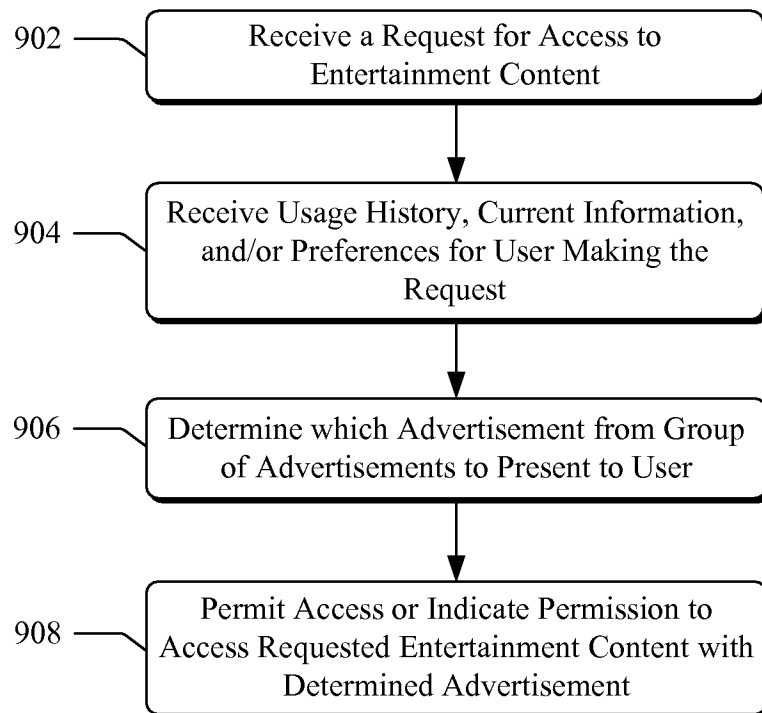 902
Receive a Request for Access to
Entertainment Content
904
Receive Usage History, Current Information,
and/or Preferences for User Making the
Request
906
Determine which Advertisement from Group
of Advertisements to Present to User
908
Permit Access or Indicate Permission to
Access Requested Entertainment Content with
Determined Advertisement